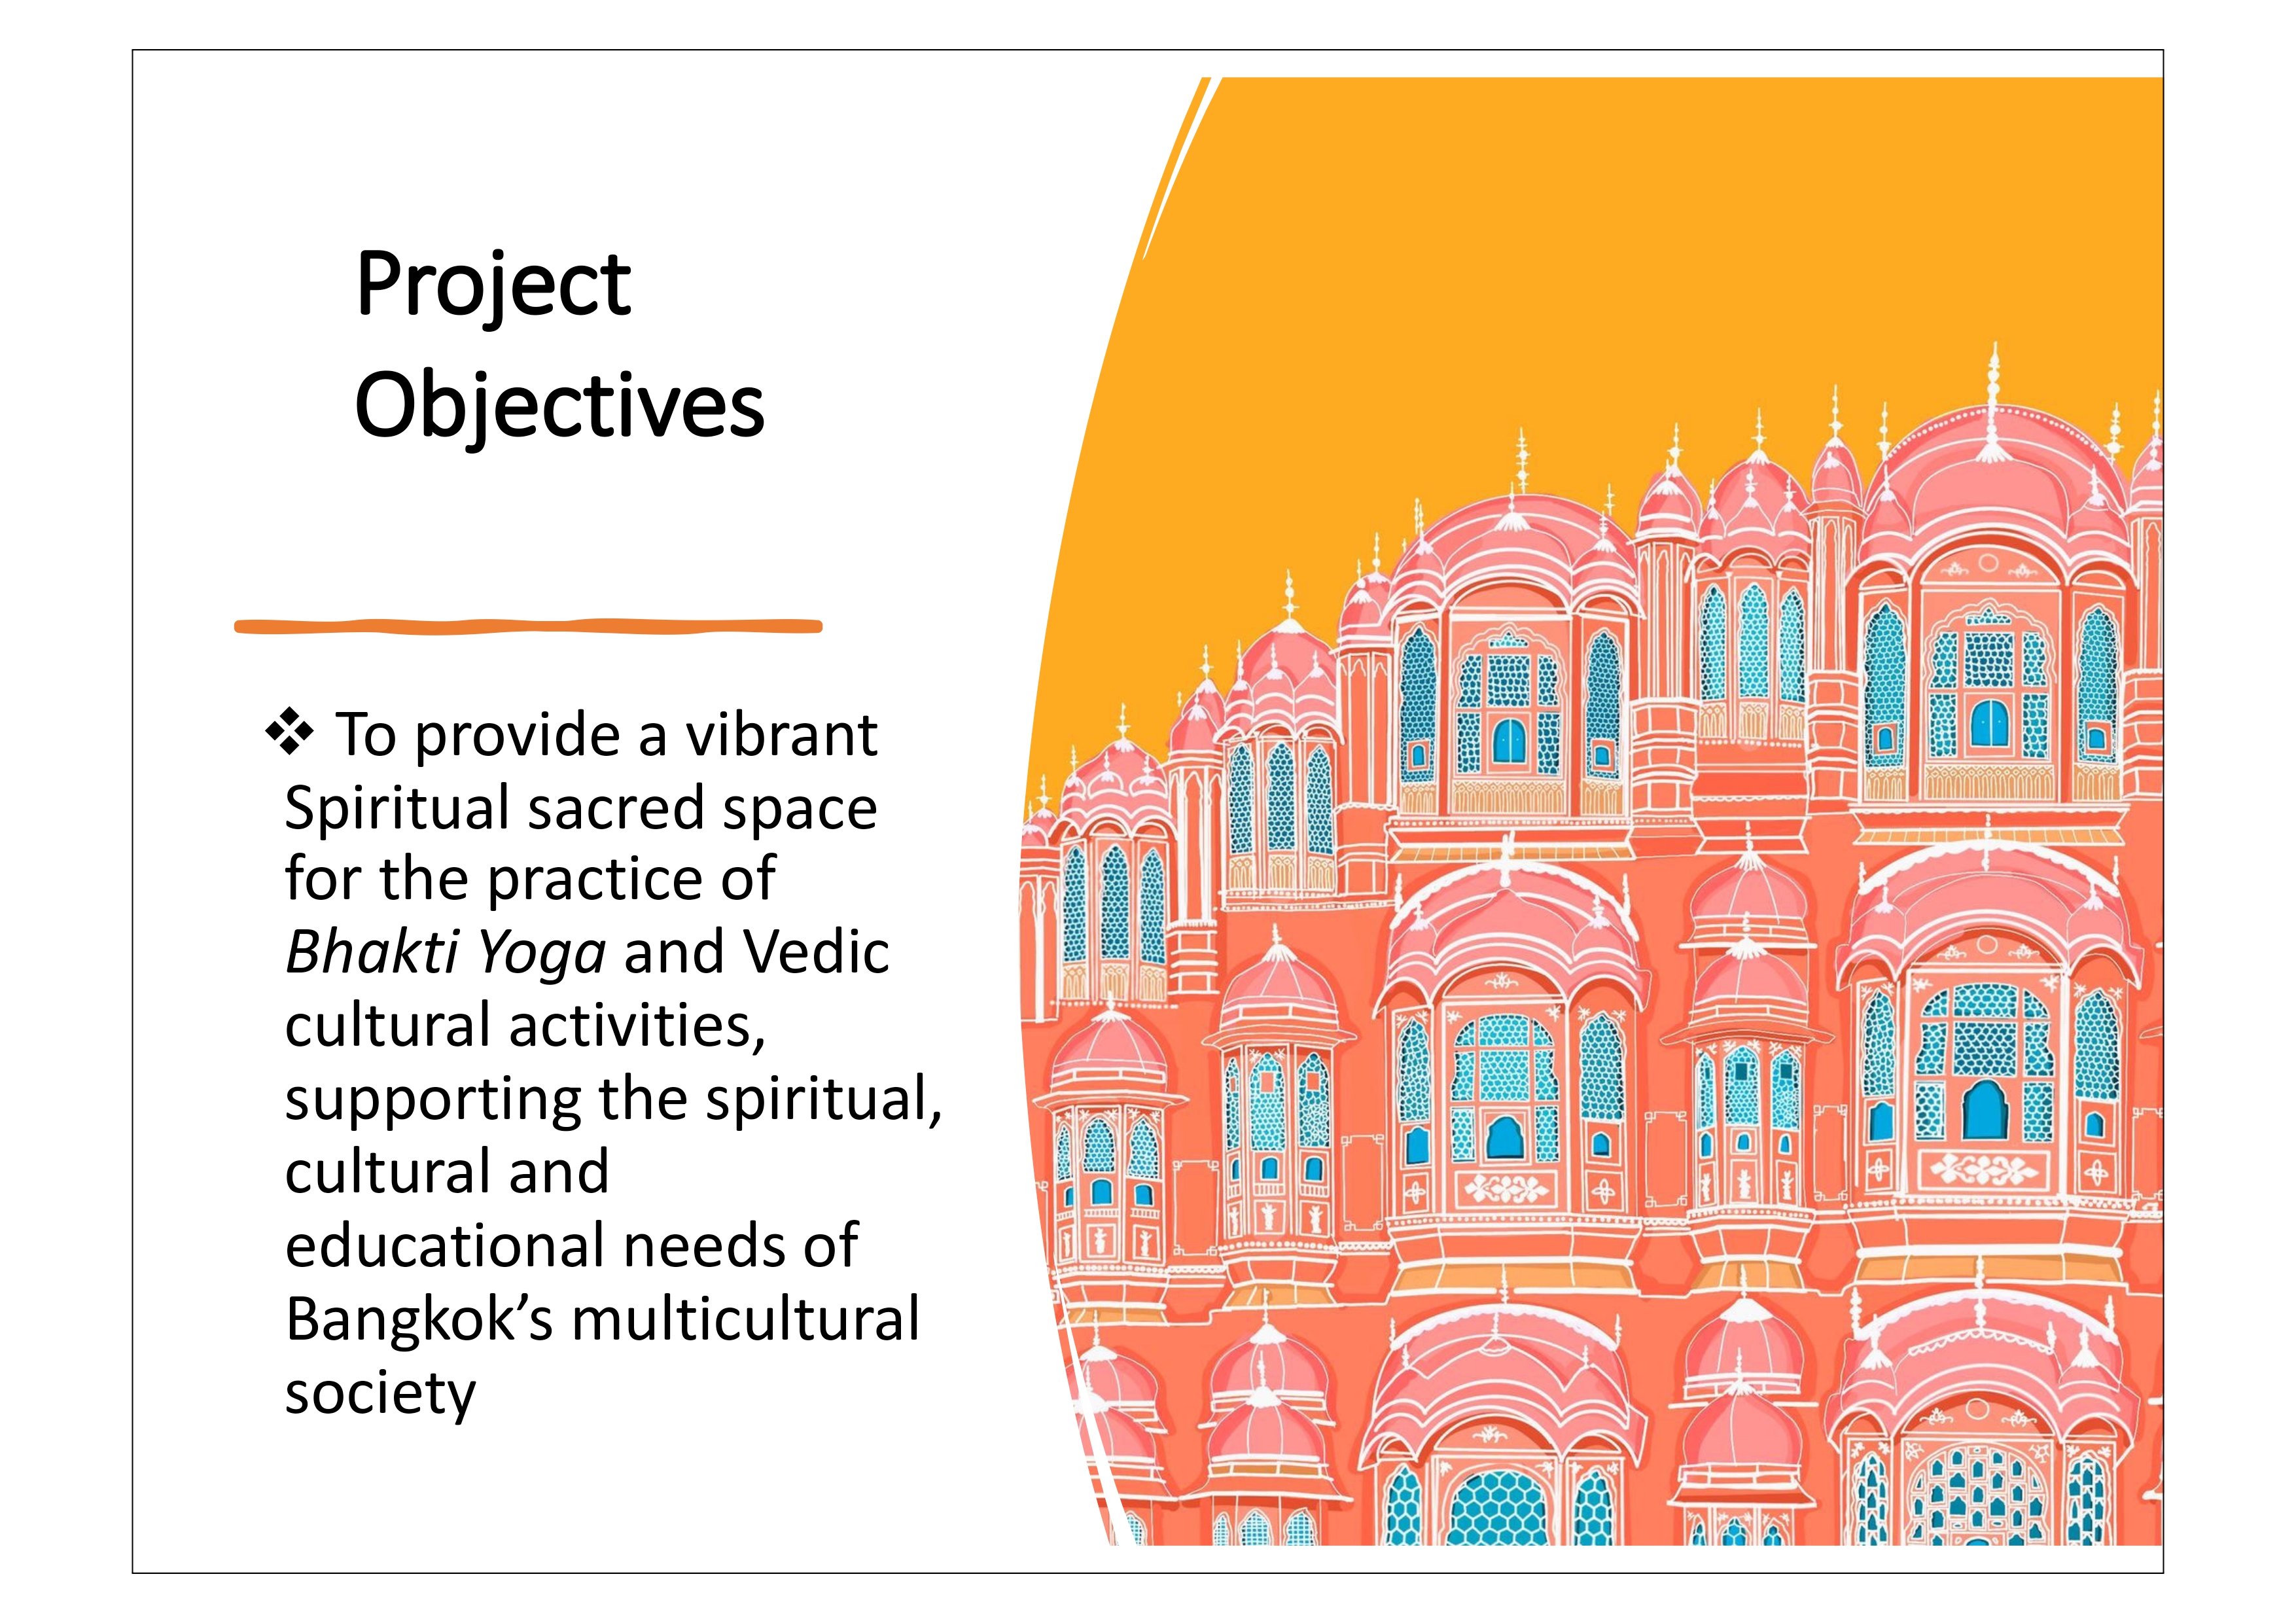 Project
Objectives
❖ To provide a vibrant
Spiritual sacred space
for the practice of
Bhakti Yoga and Vedic
cultural activities,
supporting the spiritual,
cultural and
educational needs of
Bangkok’s multicultural
society